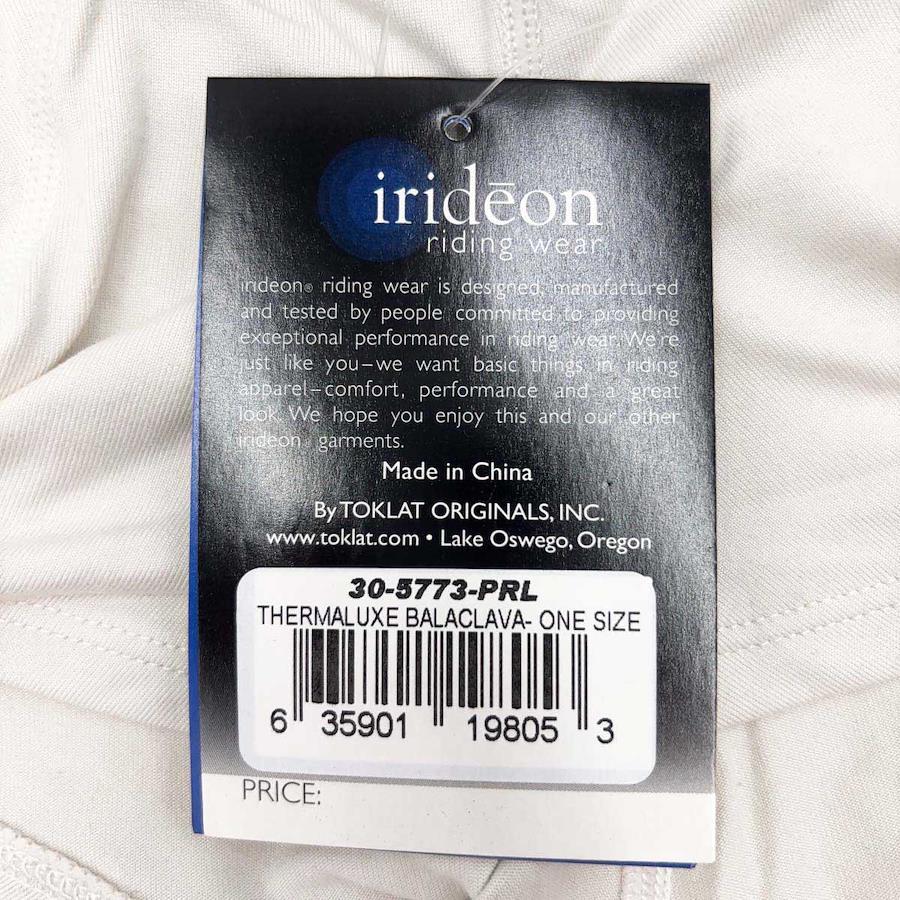 iridēon
riding wear
irideon® riding wear is designed, manufactured
and tested by people committed to providing
exceptional performance in riding wear. We're
just like you–we want basic things in riding
apparel–comfort, performance and a great
look. We hope you enjoy this and our other
irideon garments.
Made in China
By TOKLAT ORIGINALS, INC.
www.toklat.com • Lake Oswego, Oregon
30-5773-PRL
THERMALUXE BALACLAVA- ONE SIZE
6 35901 19805 3
PRICE: